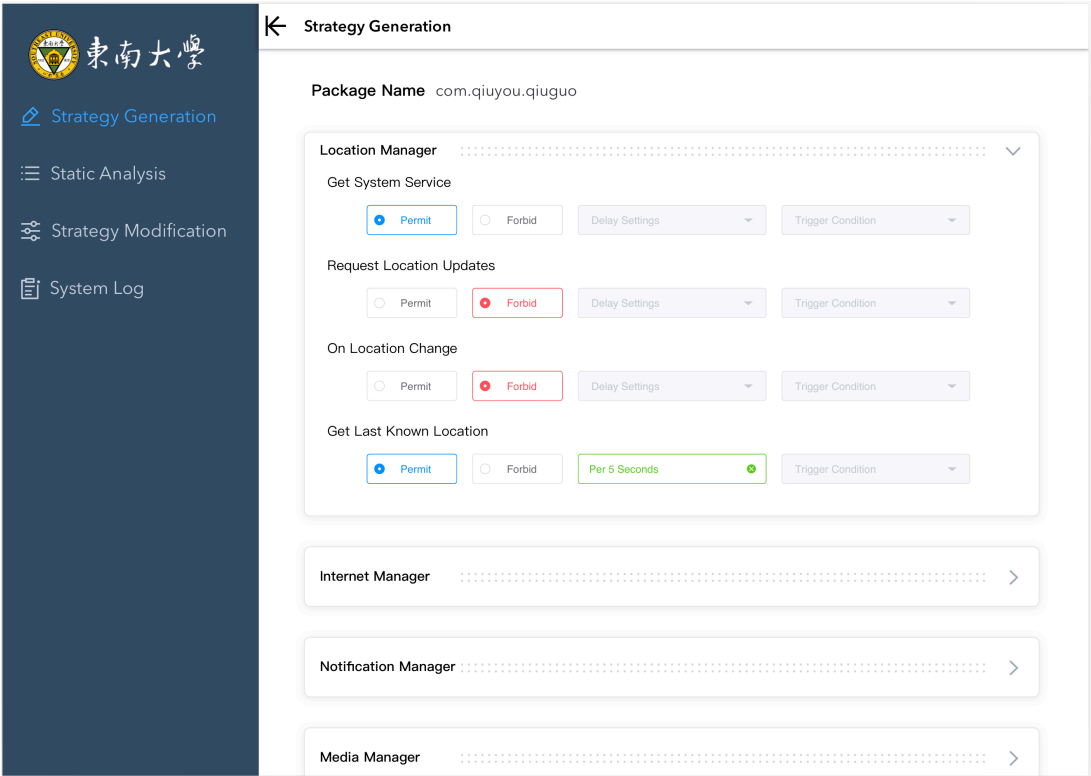 SOUTHEAST UNIVERSITY
東南大學
Strategy Generation
Static Analysis
Strategy Modification
System Log
Strategy Generation
Package Name com.qiuyou.qiuguo
Location Manager
Get System Service
Permit Forbid Delay Settings Trigger Condition
Request Location Updates
Permit Forbid Delay Settings Trigger Condition
On Location Change
Permit Forbid Delay Settings Trigger Condition
Get Last Known Location
Permit Forbid Per 5 Seconds Trigger Condition
Internet Manager
Notification Manager
Media Manager